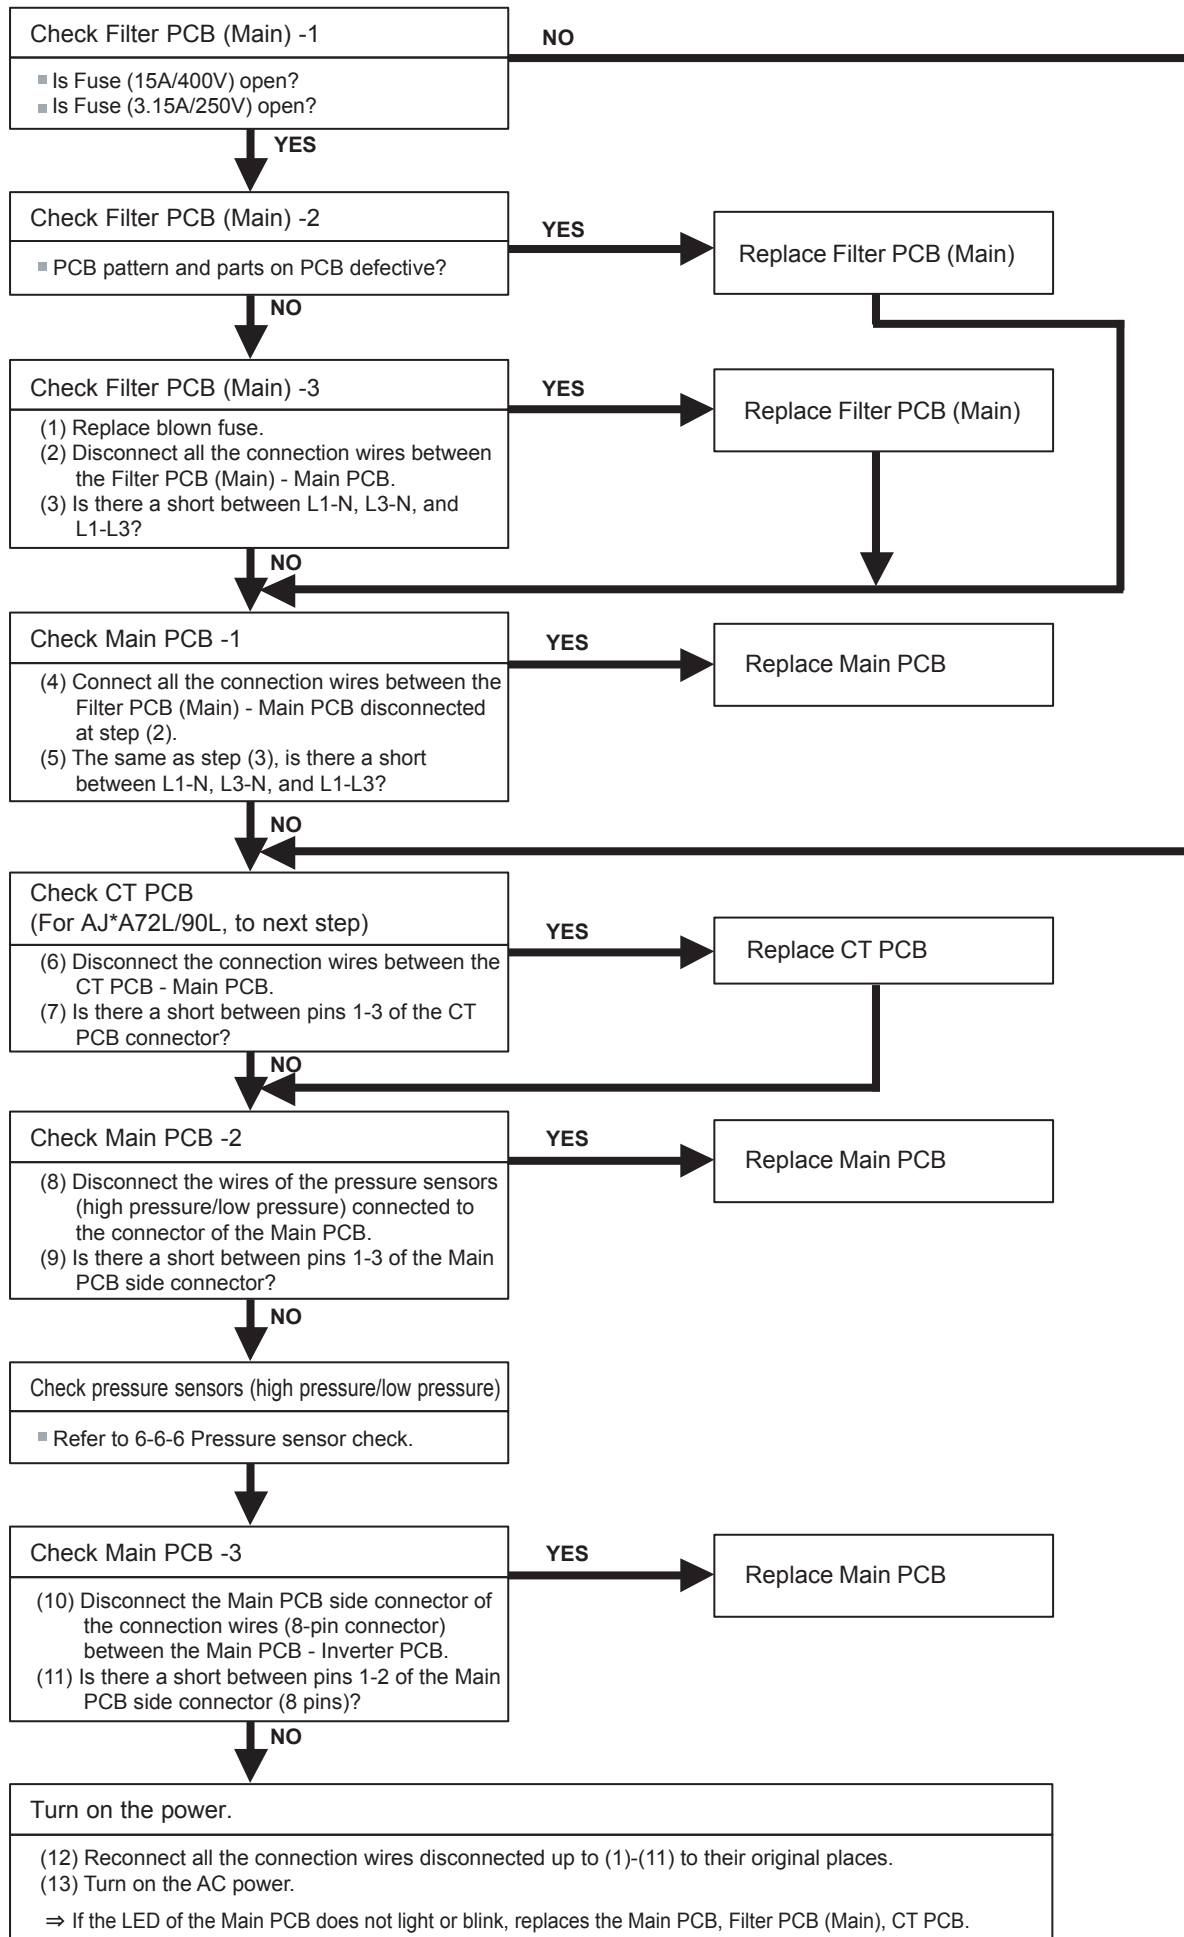 Check Filter PCB (Main) -1
NO
Is Fuse (15A/400V) open?
Is Fuse (3.15A/250V) open?
YES
Check Filter PCB (Main) -2
YES
PCB pattern and parts on PCB defective?
Replace Filter PCB (Main)
NO
Check Filter PCB (Main) -3
YES
(1) Replace blown fuse.
(2) Disconnect all the connection wires between
the Filter PCB (Main) - Main PCB.
(3) Is there a short between L1-N, L3-N, and
L1-L3?
Replace Filter PCB (Main)
NO
Check Main PCB -1
YES
(4) Connect all the connection wires between the
Filter PCB (Main) - Main PCB disconnected
at step (2).
(5) The same as step (3), is there a short
between L1-N, L3-N, and L1-L3?
Replace Main PCB
NO
Check CT PCB
(For AJ*A72L/90L, to next step)
YES
(6) Disconnect the connection wires between the
CT PCB - Main PCB.
(7) Is there a short between pins 1-3 of the CT
PCB connector?
Replace CT PCB
NO
Check Main PCB -2
YES
(8) Disconnect the wires of the pressure sensors
(high pressure/low pressure) connected to
the connector of the Main PCB.
(9) Is there a short between pins 1-3 of the Main
PCB side connector?
Replace Main PCB
NO
Check pressure sensors (high pressure/low pressure)
Refer to 6-6-6 Pressure sensor check.
Check Main PCB -3
YES
(10) Disconnect the Main PCB side connector of
the connection wires (8-pin connector)
between the Main PCB - Inverter PCB.
(11) Is there a short between pins 1-2 of the Main
PCB side connector (8 pins)?
Replace Main PCB
NO
Turn on the power.
(12) Reconnect all the connection wires disconnected up to (1)-(11) to their original places.
(13) Turn on the AC power.
⇒ If the LED of the Main PCB does not light or blink, replaces the Main PCB, Filter PCB (Main), CT PCB.